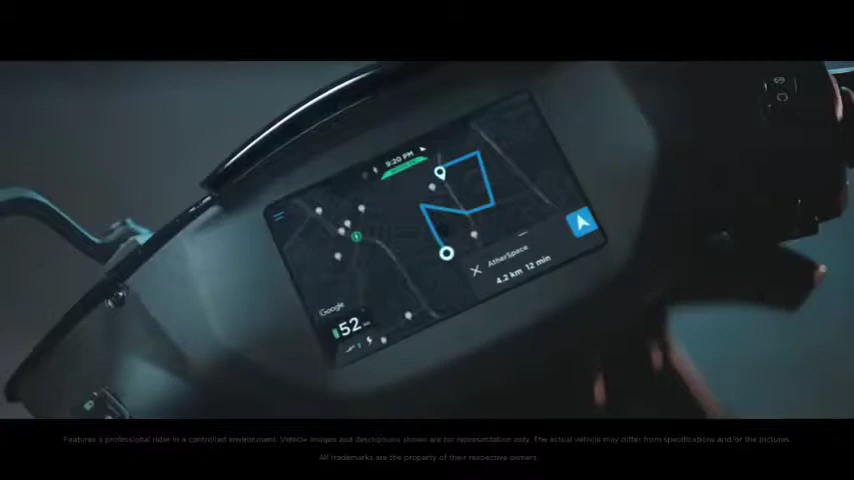 9:20 PM
Google
52
AtherSpace
4.2 km 12 min
Features a professional rider in a controlled environment. Vehicle images and descriptions shown are for representation only. The actual vehicle may differ from specifications and/or the pictures.
All trademarks are the property of their respective owners.